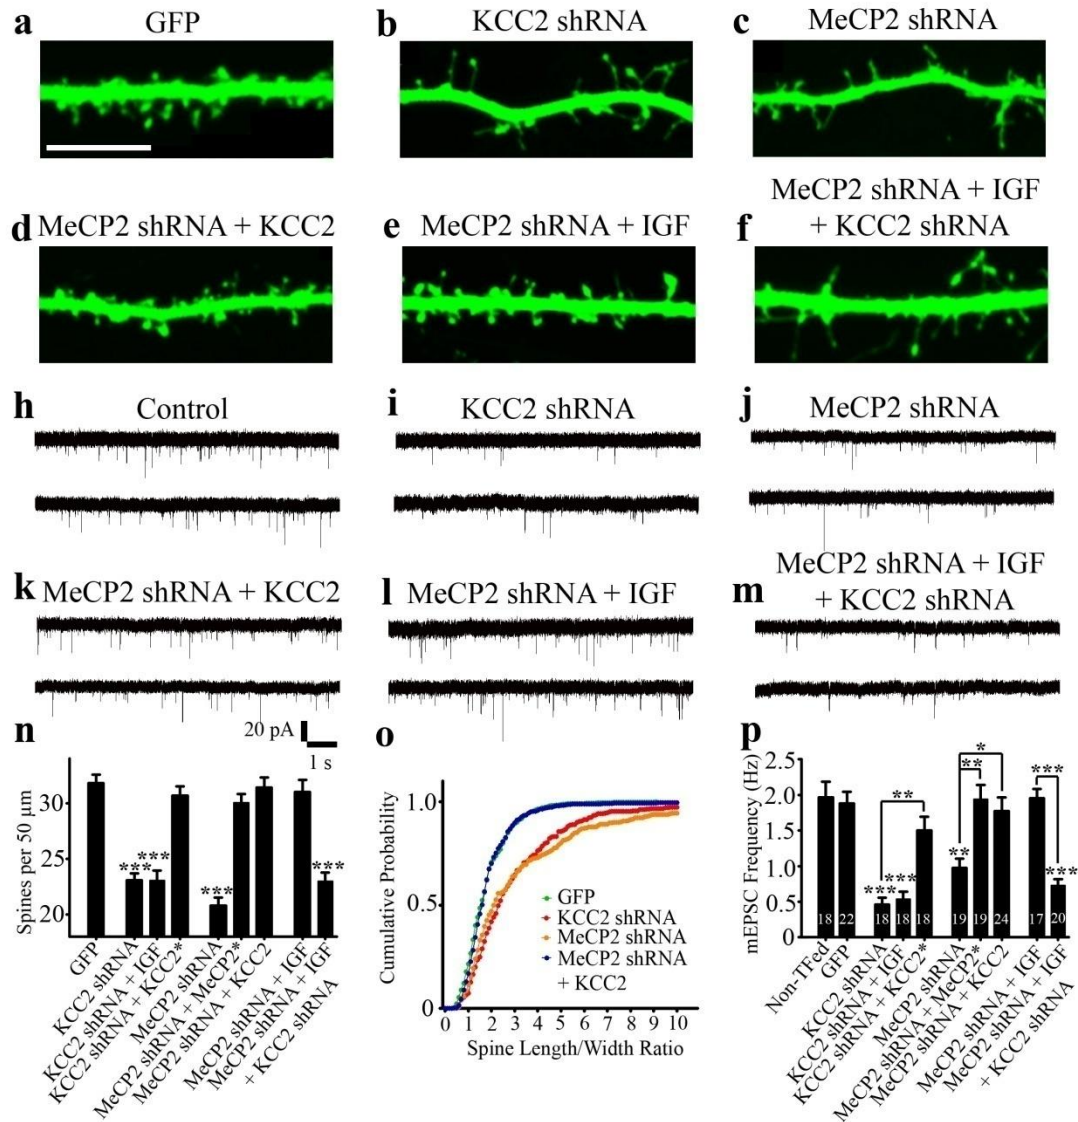 a GFP
b KCC2 shRNA
c MeCP2 shRNA
d MeCP2 shRNA + KCC2
e MeCP2 shRNA + IGF
f MeCP2 shRNA + IGF
+ KCC2 shRNA
h Control
i KCC2 shRNA
j MeCP2 shRNA
k MeCP2 shRNA + KCC2
l MeCP2 shRNA + IGF
m MeCP2 shRNA + IGF
+ KCC2 shRNA
20 pA
1 s
n
Spines per 50 µm
30
25
20
*** *** *** ***
GFP
KCC2 shRNA
KCC2 shRNA + IGF
KCC2 shRNA + KCC2*
MeCP2 shRNA
MeCP2 shRNA + MeCP2*
MeCP2 shRNA + KCC2
MeCP2 shRNA + IGF
MeCP2 shRNA + IGF
+ KCC2 shRNA
o
Cumulative Probability
1.0
0.5
0
GFP
KCC2 shRNA
MeCP2 shRNA
MeCP2 shRNA
+ KCC2
0 1 2 3 4 5 6 7 8 9 10
Spine Length/Width Ratio
p
mEPSC Frequency (Hz)
2.5
2.0
1.5
1.0
0.5
0
*** *** ** ** ** * *** ***
18 22 18 18 18 19 19 24 17 20
Non-TFed
GFP
KCC2 shRNA
KCC2 shRNA + IGF
KCC2 shRNA + KCC2*
MeCP2 shRNA
MeCP2 shRNA + MeCP2*
MeCP2 shRNA + KCC2
MeCP2 shRNA + IGF
MeCP2 shRNA + IGF
+ KCC2 shRNA